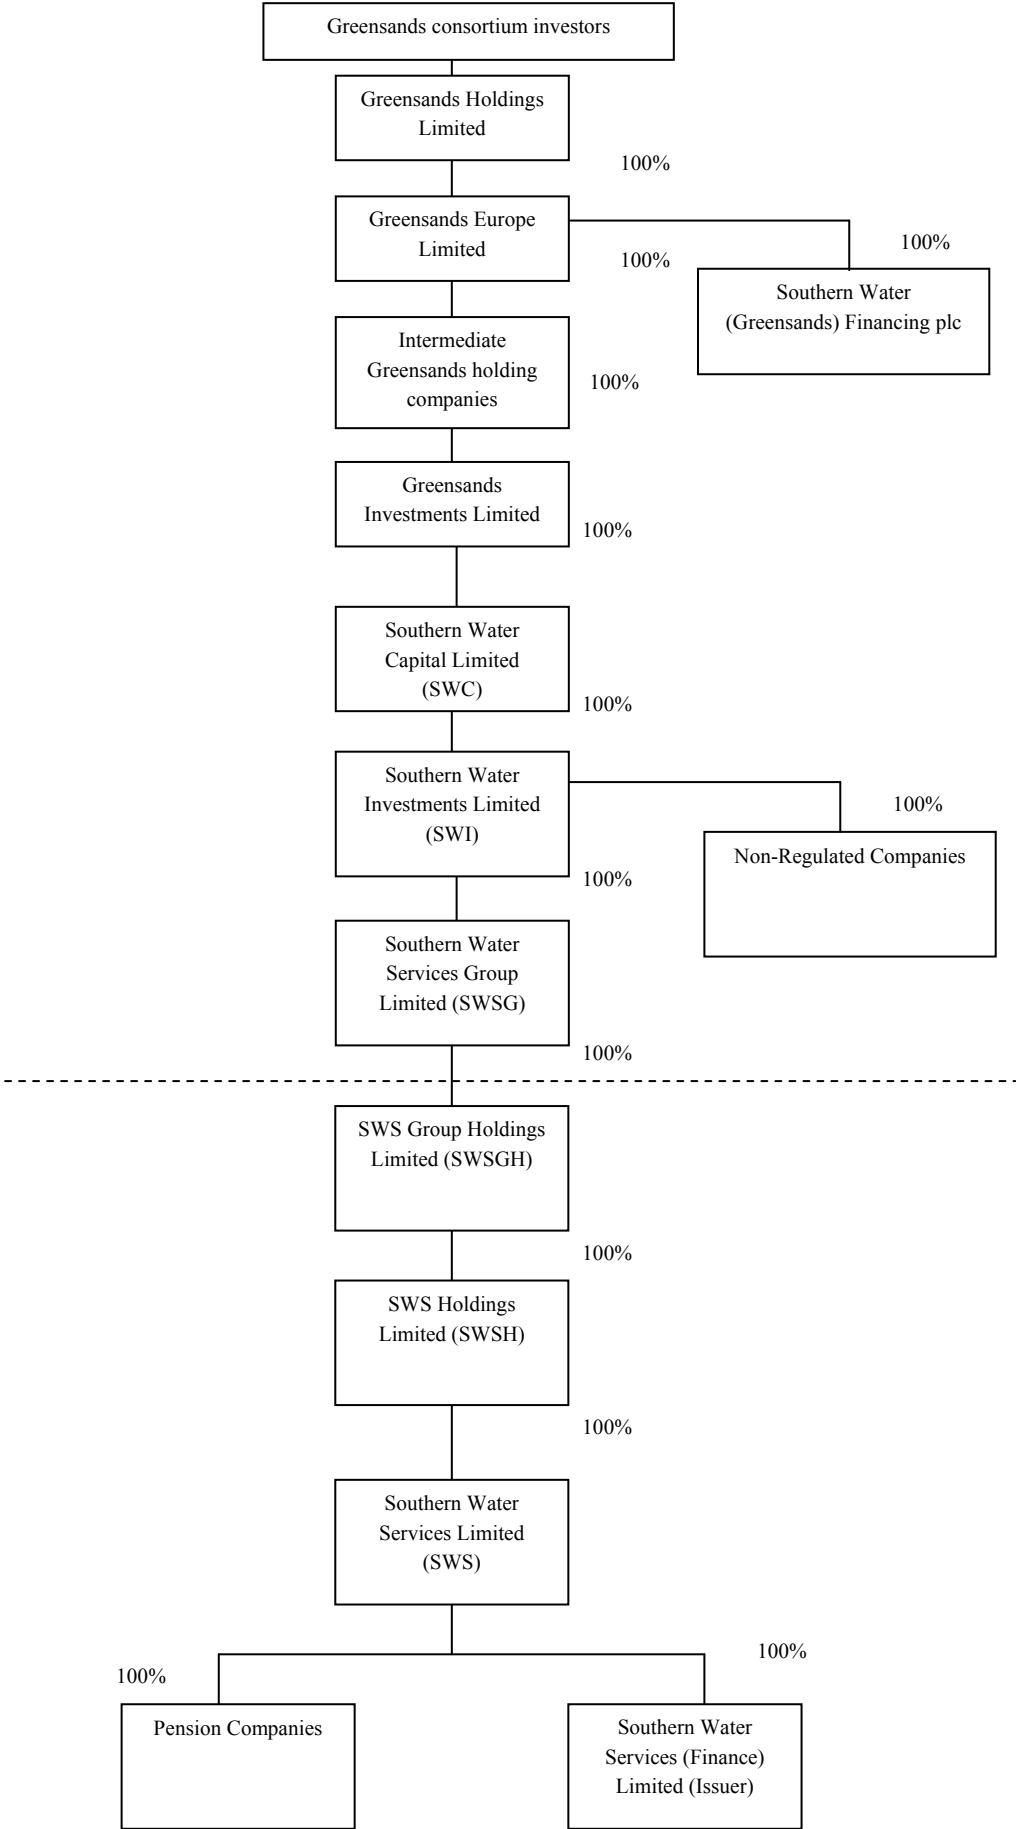 Greensands consortium investors
Greensands Holdings
Limited
100%
Greensands Europe
Limited
100%
100%
Southern Water
(Greensands) Financing plc
Intermediate
Greensands holding
companies
100%
Greensands
Investments Limited
100%
Southern Water
Capital Limited
(SWC)
100%
Southern Water
Investments Limited
(SWI)
100%
Non-Regulated Companies
100%
Southern Water
Services Group
Limited (SWSG)
100%
SWS Group Holdings
Limited (SWSGH)
100%
SWS Holdings
Limited (SWSH)
100%
Southern Water
Services Limited
(SWS)
100%
100%
Pension Companies
Southern Water
Services (Finance)
Limited (Issuer)